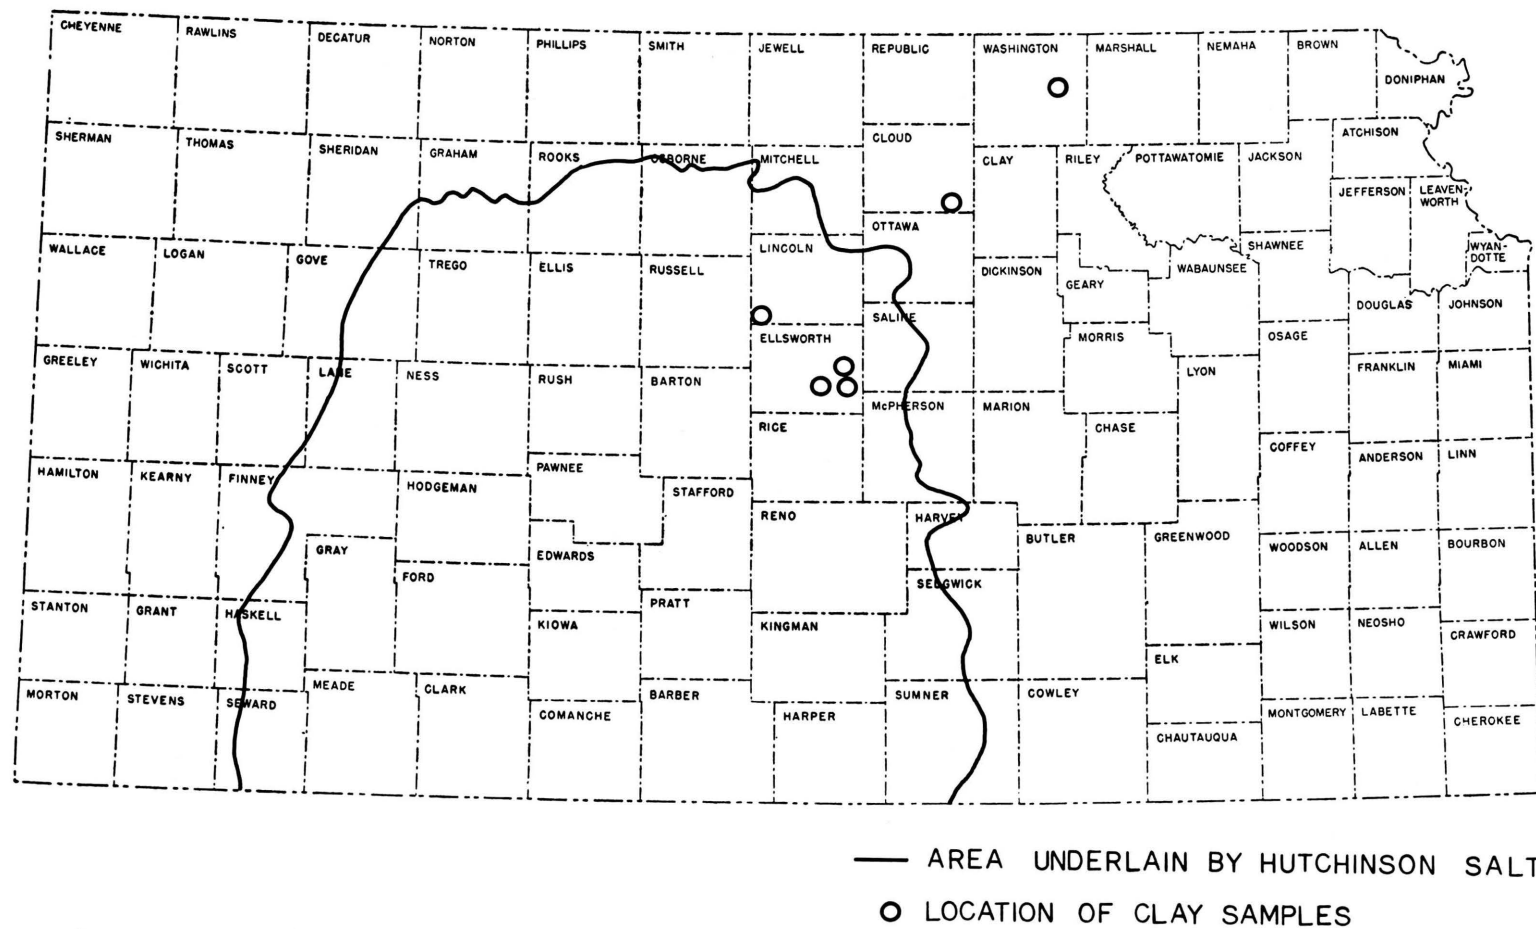 CHEYENNE RAWLINS DECATUR NORTON PHILLIPS SMITH JEWELL REPUBLIC WASHINGTON MARSHALL NEMAHA BROWN
DONIPHAN
SHERMAN THOMAS SHERIDAN GRAHAM ROOKS OSBORNE MITCHELL CLOUD CLAY RILEY POTTAWATOMIE JACKSON ATCHISON
JEFFERSON LEAVEN-
WORTH
WALLACE LOGAN GOVE TREGO ELLIS RUSSELL LINCOLN OTTAWA DICKINSON GEARY WABAUNSEE SHAWNEE WYAN-
DOTTE
DOUGLAS JOHNSON
GREELEY WICHITA SCOTT LANE NESS RUSH BARTON ELLSWORTH SALINE MORRIS LYON OSAGE FRANKLIN MIAMI
RICE McPHERSON MARION CHASE
HAMILTON KEARNY FINNEY HODGEMAN PAWNEE STAFFORD RENO HARVEY COFFEY ANDERSON LINN
GRAY FORD EDWARDS BUTLER GREENWOOD WOODSON ALLEN BOURBON
STANTON GRANT HASKELL KIOWA PRATT KINGMAN SEDGWICK WILSON NEOSHO CRAWFORD
ELK
MORTON STEVENS SEWARD MEADE CLARK COMANCHE BARBER HARPER SUMNER COWLEY CHAUTAUQUA MONTGOMERY LABETTE CHEROKEE
AREA UNDERLAIN BY HUTCHINSON SALT
LOCATION OF CLAY SAMPLES